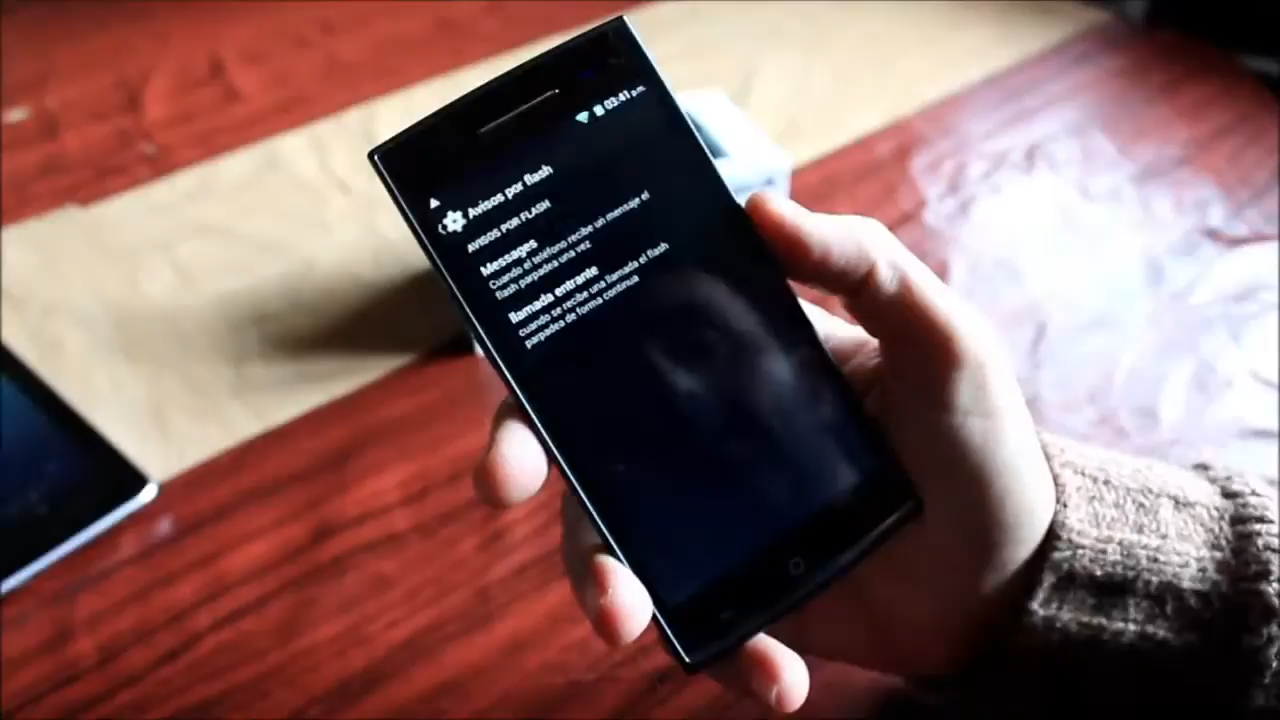 03:41 p.m.
Avisos por flash
AVISOS POR FLASH
Messages
Cuando el teléfono recibe un mensaje el
flash parpadea una vez
llamada entrante
cuando se recibe una llamada el flash
parpadea de forma continua